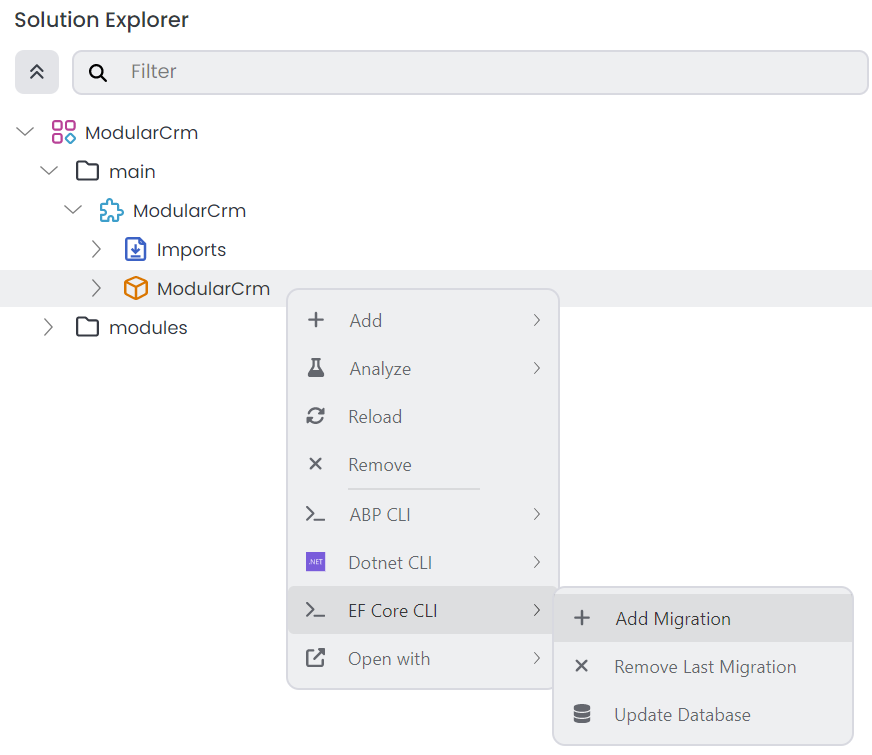 Solution Explorer
Filter
ModularCrm
main
ModularCrm
Imports
ModularCrm
modules
Add
Analyze
Reload
Remove
ABP CLI
.NET Dotnet CLI
EF Core CLI
Open with
Add Migration
Remove Last Migration
Update Database